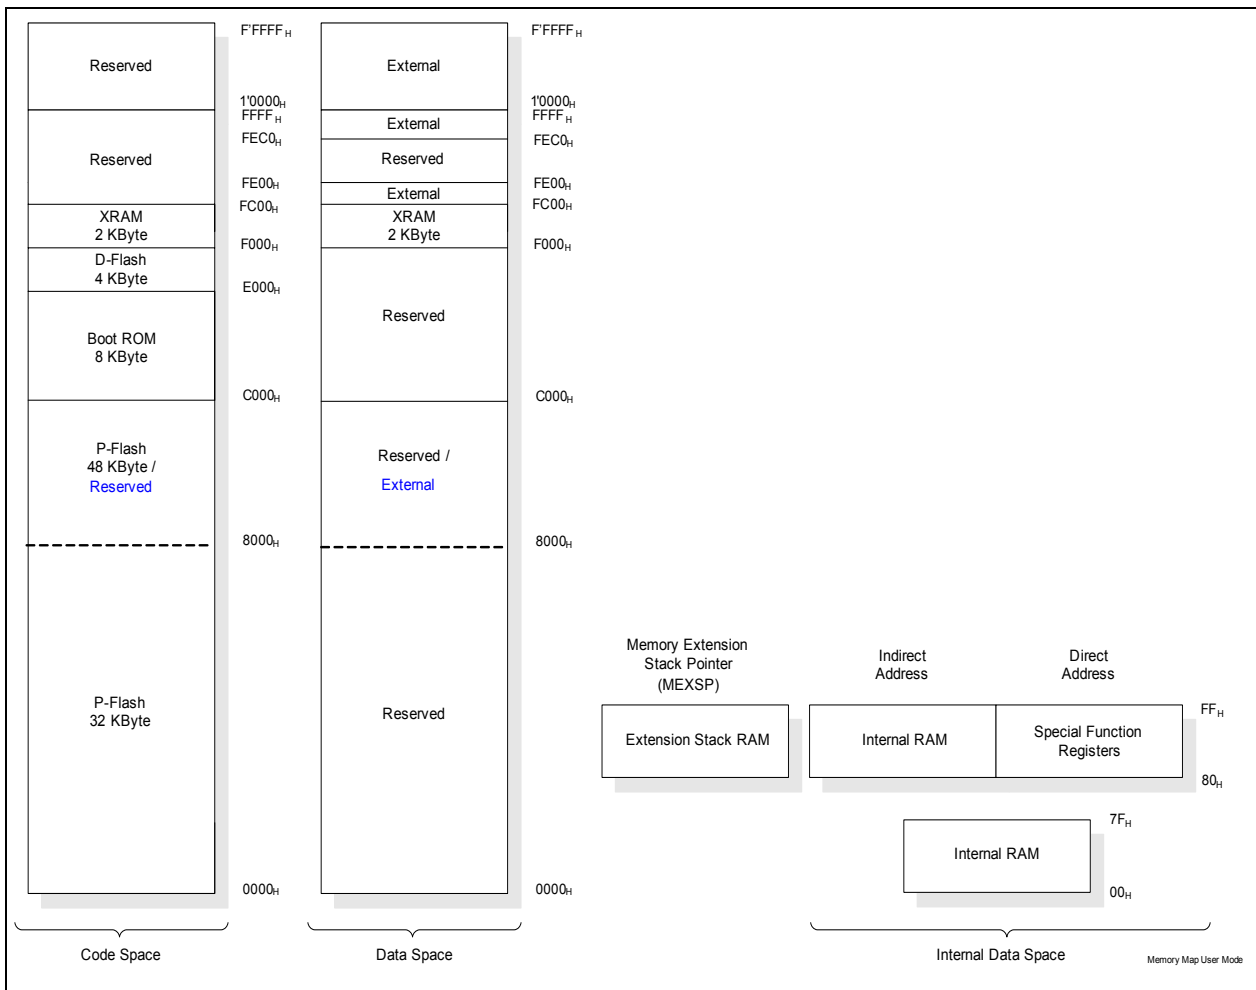 F'FFFFH
Reserved
1'0000H
FFFFH
FEC0H
Reserved
FE00H
FC00H
XRAM
2 KByte
F000H
D-Flash
4 KByte
E000H
Boot ROM
8 KByte
C000H
P-Flash
48 KByte /
Reserved
8000H
P-Flash
32 KByte
0000H
Code Space
F'FFFFH
External
1'0000H
FFFFH
External
FEC0H
Reserved
FE00H
External
FC00H
XRAM
2 KByte
F000H
Reserved
C000H
Reserved /
External
8000H
Reserved
0000H
Data Space
Memory Extension
Stack Pointer
(MEXSP)
Extension Stack RAM
Indirect
Address
Direct
Address
Internal RAM
Special Function
Registers
FFH
80H
7FH
Internal RAM
00H
Internal Data Space
Memory Map User Mode